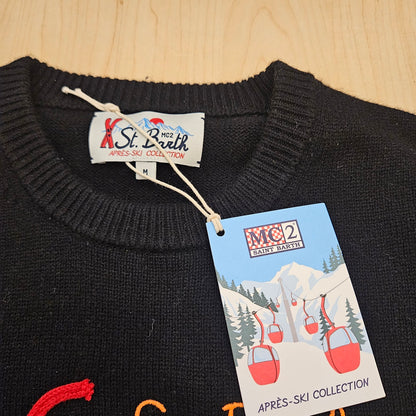 St. Barth
MC2
APRÈS-SKI COLLECTION
M
MC2
SAINT BARTH
APRÈS-SKI COLLECTION